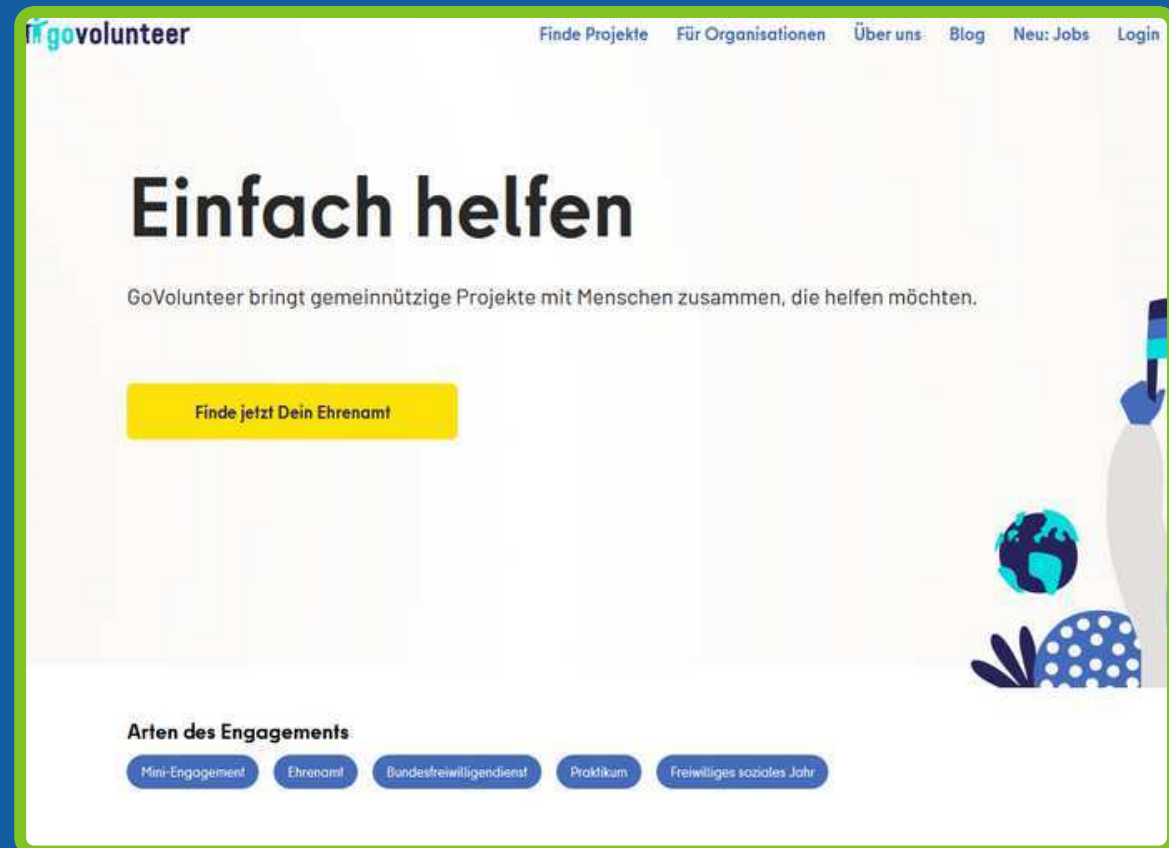 govolunteer
Finde Projekte Für Organisationen Über uns Blog Neu: Jobs Login
Einfach helfen
GoVolunteer bringt gemeinnützige Projekte mit Menschen zusammen, die helfen möchten.
Finde jetzt Dein Ehrenamt
Arten des Engagements
Mini-Engagement Ehrenamt Bundesfreiwilligendienst Praktikum Freiwilliges soziales Jahr